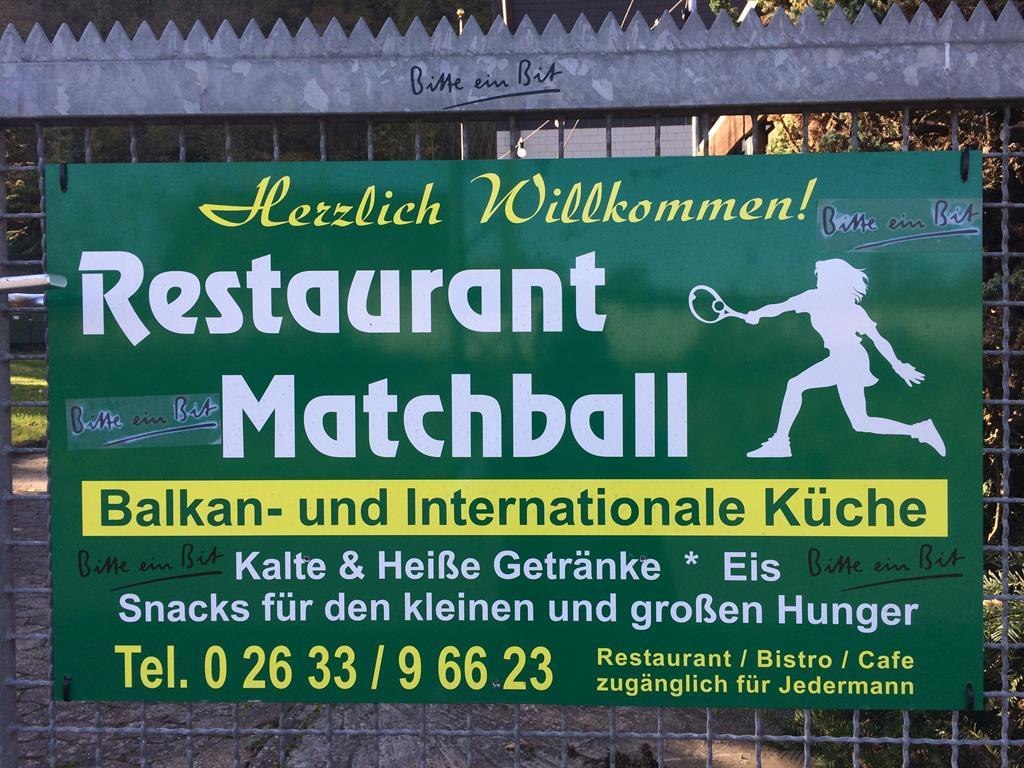 Bitte ein Bit
Herzlich Willkommen!
Bitte ein Bit
Restaurant
Bitte ein Bit
Matchball
Balkan- und Internationale Küche
Bitte ein Bit
Kalte & Heiße Getränke * Eis
Bitte ein Bit
Snacks für den kleinen und großen Hunger
Tel. 0 26 33 / 9 66 23
Restaurant / Bistro / Cafe
zugänglich für Jedermann